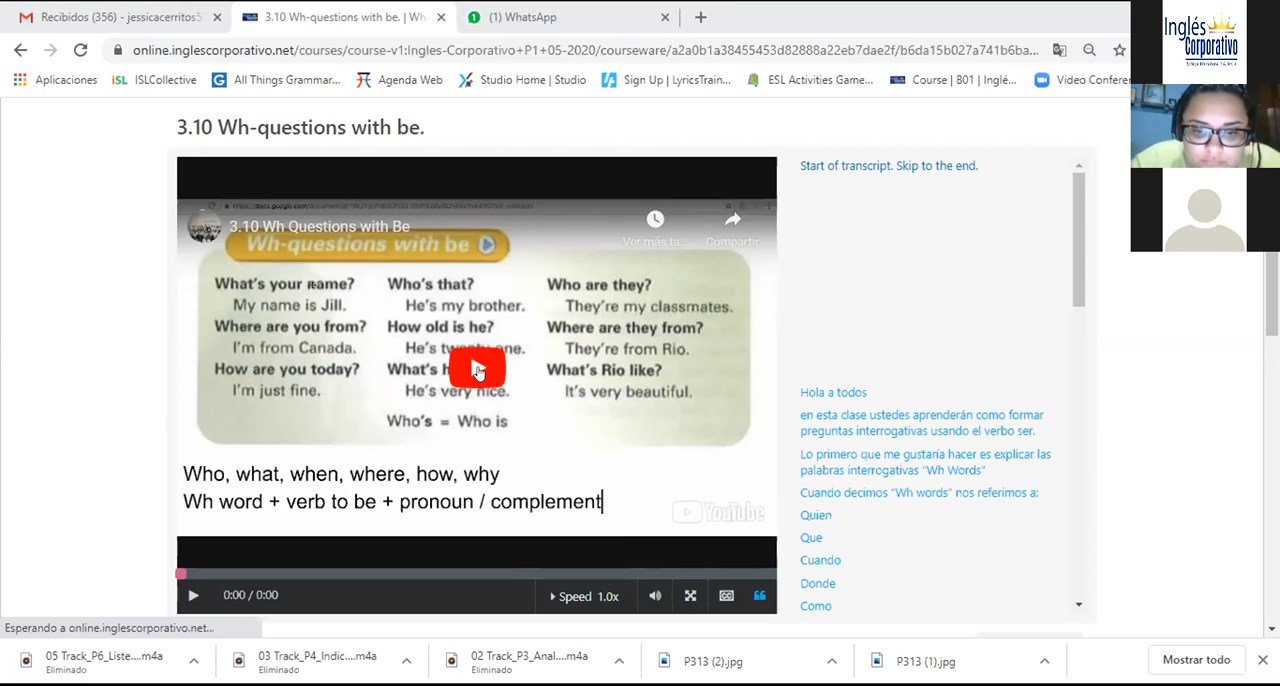 Recibidos (356) - jessicacerritos5
3.10 Wh-questions with be. | Wh
(1) WhatsApp
online.inglescorporativo.net/courses/course-v1:Ingles-Corporativo+P1+05-2020/courseware/a2a0b1a38455453d82888a22eb7dae2f/b6da15b027a741b6ba...
Aplicaciones
iSL ISLCollective
All Things Grammar...
Agenda Web
Studio Home | Studio
Sign Up | LyricsTrain...
ESL Activities Game...
Course | B01 | Inglé...
Video Conferen
Inglés
Corporativo
3.10 Wh-questions with be.
3.10 Wh Questions with Be
Ver más ta...
Compartir
Wh-questions with be
What's your name?
My name is Jill.
Where are you from?
I'm from Canada.
How are you today?
I'm just fine.
Who's that?
He's my brother.
How old is he?
He's twenty-one.
What's h
He's very nice.
Who's = Who is
Who are they?
They're my classmates.
Where are they from?
They're from Rio.
What's Rio like?
It's very beautiful.
Who, what, when, where, how, why
Wh word + verb to be + pronoun / complement
YouTube
0:00 / 0:00
Speed 1.0x
Start of transcript. Skip to the end.
Hola a todos
en esta clase ustedes aprenderán como formar
preguntas interrogativas usando el verbo ser.
Lo primero que me gustaría hacer es explicar las
palabras interrogativas "Wh Words"
Cuando decimos "Wh words" nos referimos a:
Quien
Que
Cuando
Donde
Como
Esperando a online.inglescorporativo.net...
05 Track_P6_Liste....m4a
Eliminado
03 Track_P4_Indic....m4a
Eliminado
02 Track_P3_Anal....m4a
Eliminado
P313 (2).jpg
P313 (1).jpg
Mostrar todo